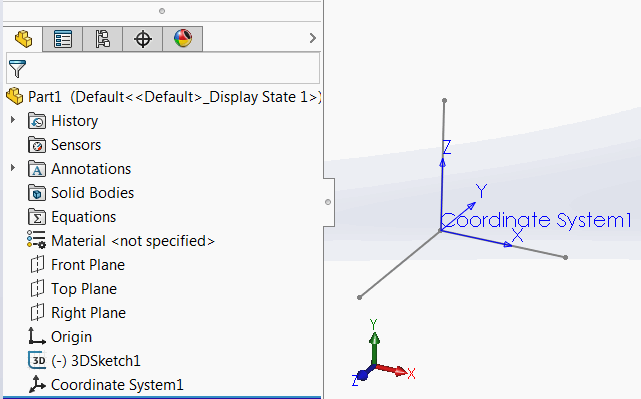 Part1 (Default<<Default>_Display State 1>)
History
Sensors
A Annotations
Solid Bodies
Equations
Material <not specified>
Front Plane
Top Plane
Right Plane
Origin
3D (-) 3DSketch1
Coordinate System1
Z
Y
Coordinate System1
X
Y
X
Z